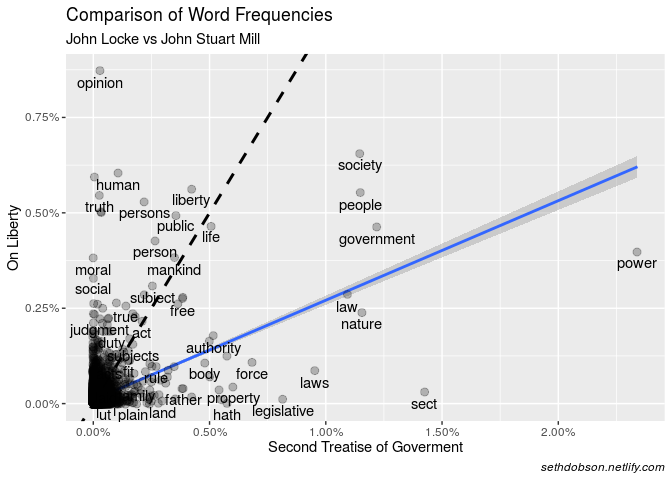 Comparison of Word Frequencies
John Locke vs John Stuart Mill
On Liberty
0.75%
0.50%
0.25%
0.00%
opinion
human
truth
persons
liberty
public
life
person
moral
mankind
social
subject
free
true
judgment
act
duty
subjects
society
people
government
power
law
nature
authority
fit
rule
body
force
laws
sect
father
property
legislative
hath
land
plain
0.00%
0.50%
1.00%
1.50%
2.00%
Second Treatise of Goverment
sethdobson.netlify.com